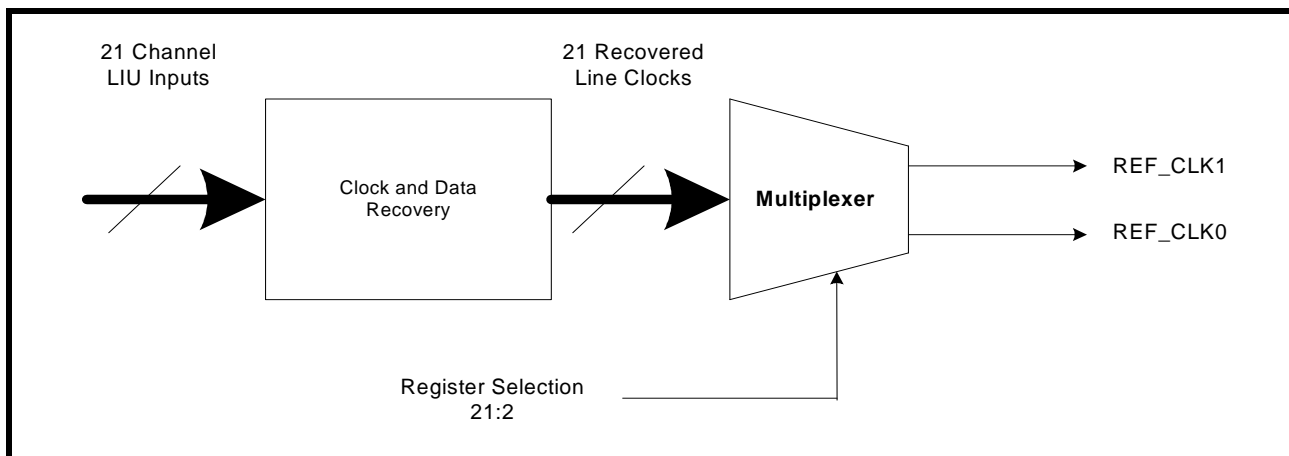 21 Channel
LIU Inputs
21 Recovered
Line Clocks
Clock and Data
Recovery
Multiplexer
REF_CLK1
REF_CLK0
Register Selection
21:2